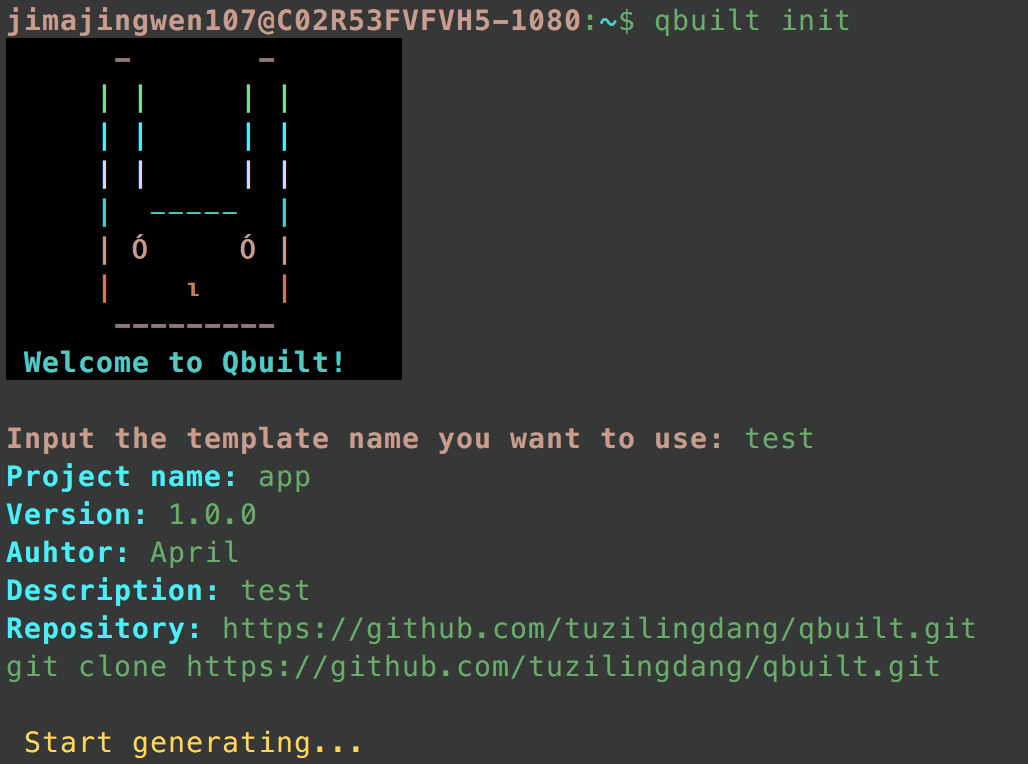 jimajingwen107@C02R53FVFVH5-1080:~$ qbuilt init
     _       _
    | |     | |
    | |     | |
    | |     | |
    |  -----  |
    | Ó     Ó |
    |    ɿ    |
     ---------
Welcome to Qbuilt!
Input the template name you want to use: test
Project name: app
Version: 1.0.0
Auhtor: April
Description: test
Repository: https://github.com/tuzilingdang/qbuilt.git
git clone https://github.com/tuzilingdang/qbuilt.git
Start generating...